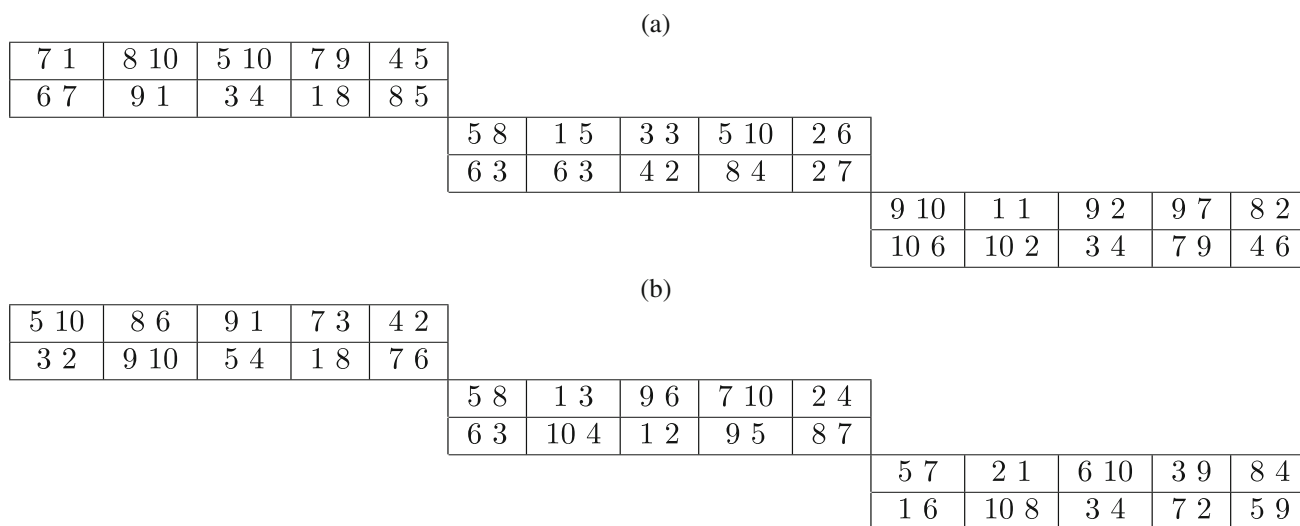 (a)
7 1 8 10 5 10 7 9 4 5
6 7 9 1 3 4 1 8 8 5
5 8 1 5 3 3 5 10 2 6
6 3 6 3 4 2 8 4 2 7
9 10 1 1 9 2 9 7 8 2
10 6 10 2 3 4 7 9 4 6
(b)
5 10 8 6 9 1 7 3 4 2
3 2 9 10 5 4 1 8 7 6
5 8 1 3 9 6 7 10 2 4
6 3 10 4 1 2 9 5 8 7
5 7 2 1 6 10 3 9 8 4
1 6 10 8 3 4 7 2 5 9